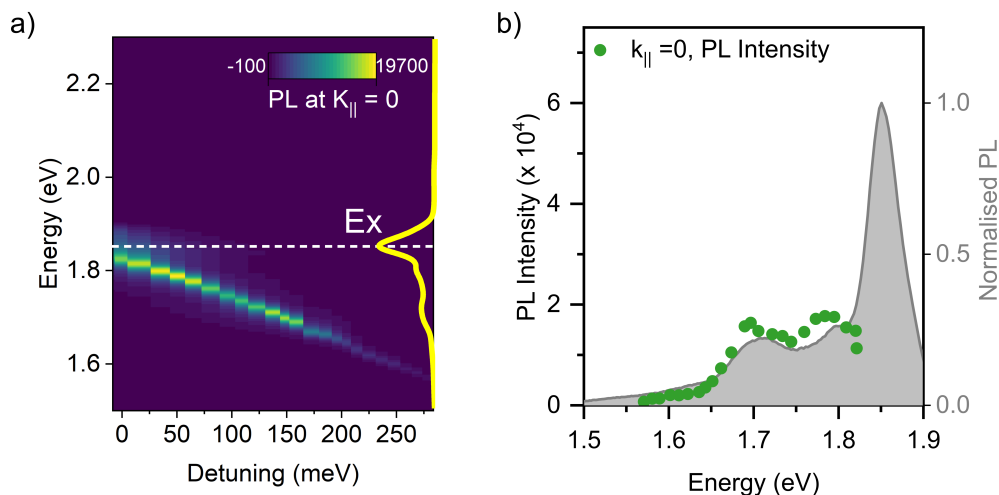 a)
-100
19700
PL at K|| = 0
Ex
2.2
2.0
1.8
1.6
Energy (eV)
0 50 100 150 200 250
Detuning (meV)
b)
k|| =0, PL Intensity
6
4
2
0
PL Intensity (x 10⁴)
1.0
0.5
0.0
Normalised PL
1.5 1.6 1.7 1.8 1.9
Energy (eV)